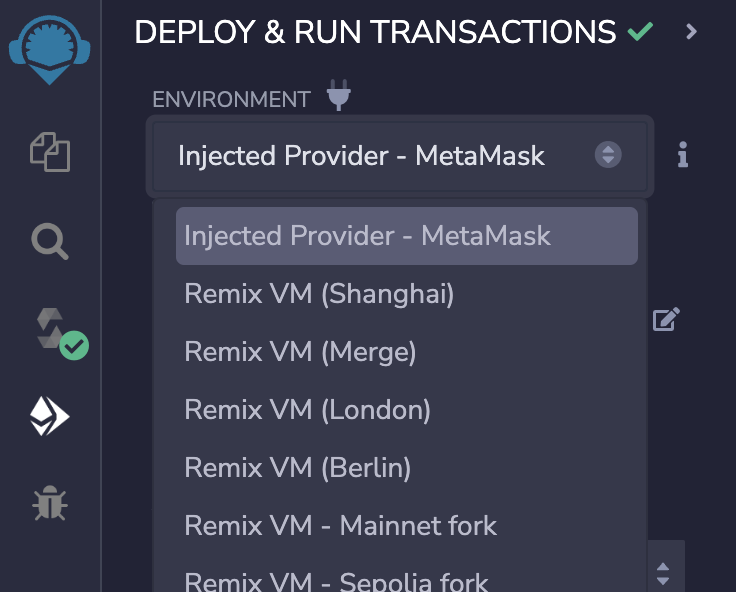 DEPLOY & RUN TRANSACTIONS
ENVIRONMENT
Injected Provider - MetaMask
Injected Provider - MetaMask
Remix VM (Shanghai)
Remix VM (Merge)
Remix VM (London)
Remix VM (Berlin)
Remix VM - Mainnet fork
Remix VM - Sepolia fork